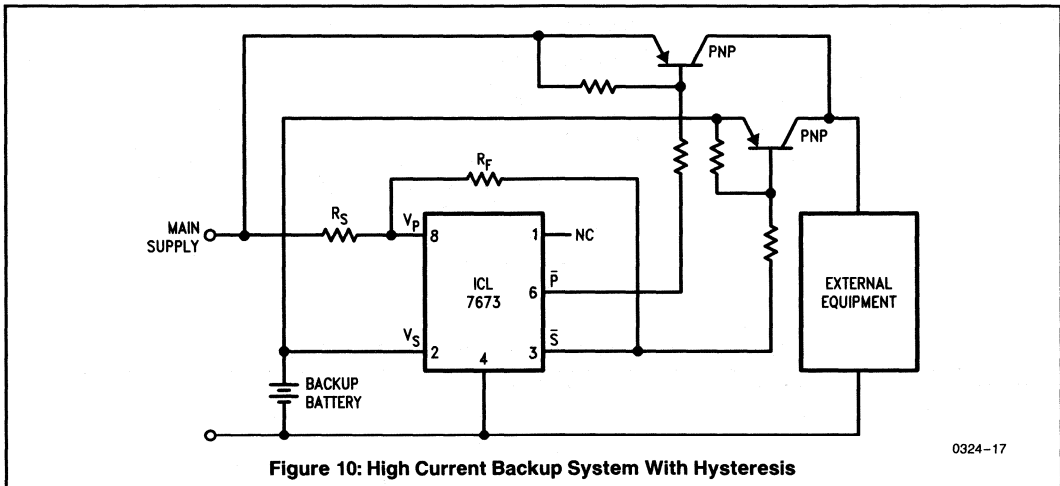 PNP
PNP
R_F
R_S
V_P
MAIN
SUPPLY
8
1
NC
ICL
7673
P̅
6
EXTERNAL
EQUIPMENT
V_S
S̅
2
4
3
BACKUP
BATTERY
0324-17
Figure 10: High Current Backup System With Hysteresis